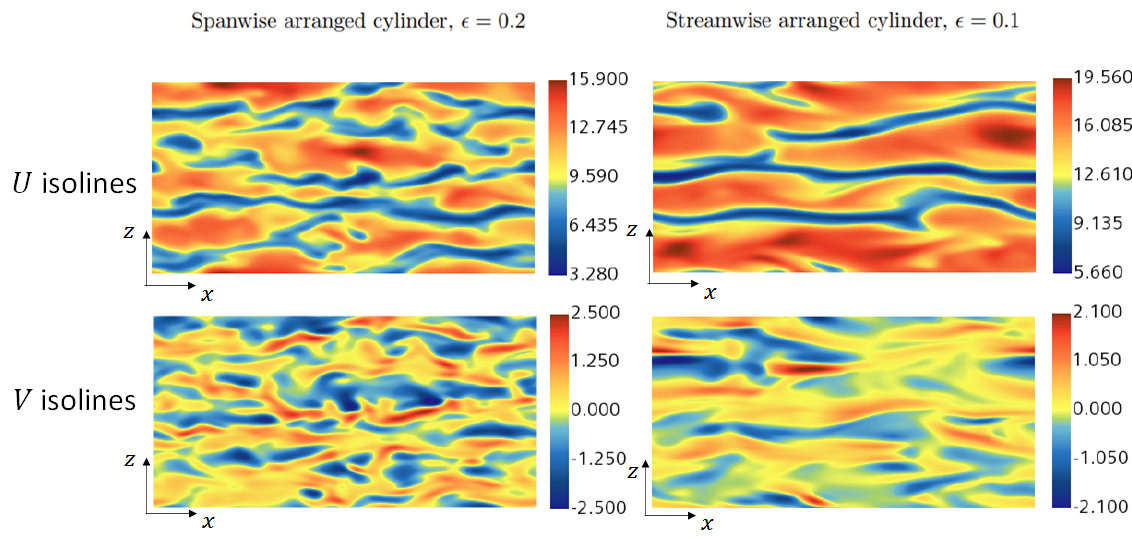 Spanwise arranged cylinder, ϵ = 0.2
Streamwise arranged cylinder, ϵ = 0.1
U isolines
z
x
15.900
12.745
9.590
6.435
3.280
z
x
19.560
16.085
12.610
9.135
5.660
V isolines
z
x
2.500
1.250
0.000
-1.250
-2.500
z
x
2.100
1.050
0.000
-1.050
-2.100